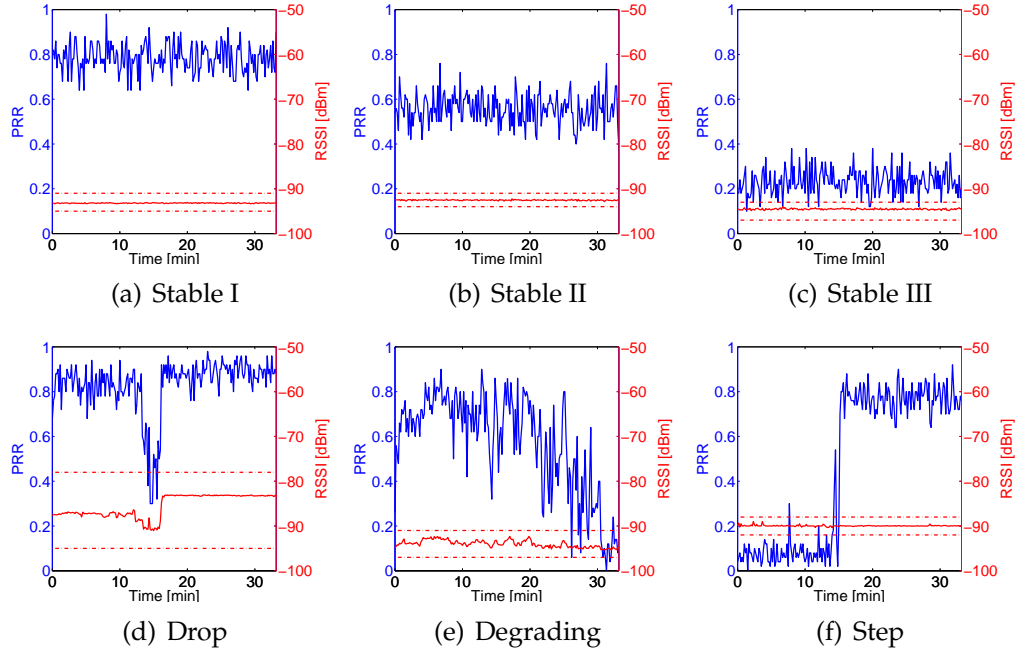 1 −50 1 −50 1 −50
0.8 −60 0.8 −60 0.8 −60
0.6 −70 0.6 −70 0.6 −70
PRR RSSI [dBm] PRR RSSI [dBm] PRR RSSI [dBm]
0.4 −80 0.4 −80 0.4 −80
0.2 −90 0.2 −90 0.2 −90
0 −100 0 −100 0 −100
0 10 20 30 0 10 20 30 0 10 20 30
Time [min] Time [min] Time [min]
(a) Stable I (b) Stable II (c) Stable III
1 −50 1 −50 1 −50
0.8 −60 0.8 −60 0.8 −60
0.6 −70 0.6 −70 0.6 −70
PRR RSSI [dBm] PRR RSSI [dBm] PRR RSSI [dBm]
0.4 −80 0.4 −80 0.4 −80
0.2 −90 0.2 −90 0.2 −90
0 −100 0 −100 0 −100
0 10 20 30 0 10 20 30 0 10 20 30
Time [min] Time [min] Time [min]
(d) Drop (e) Degrading (f) Step